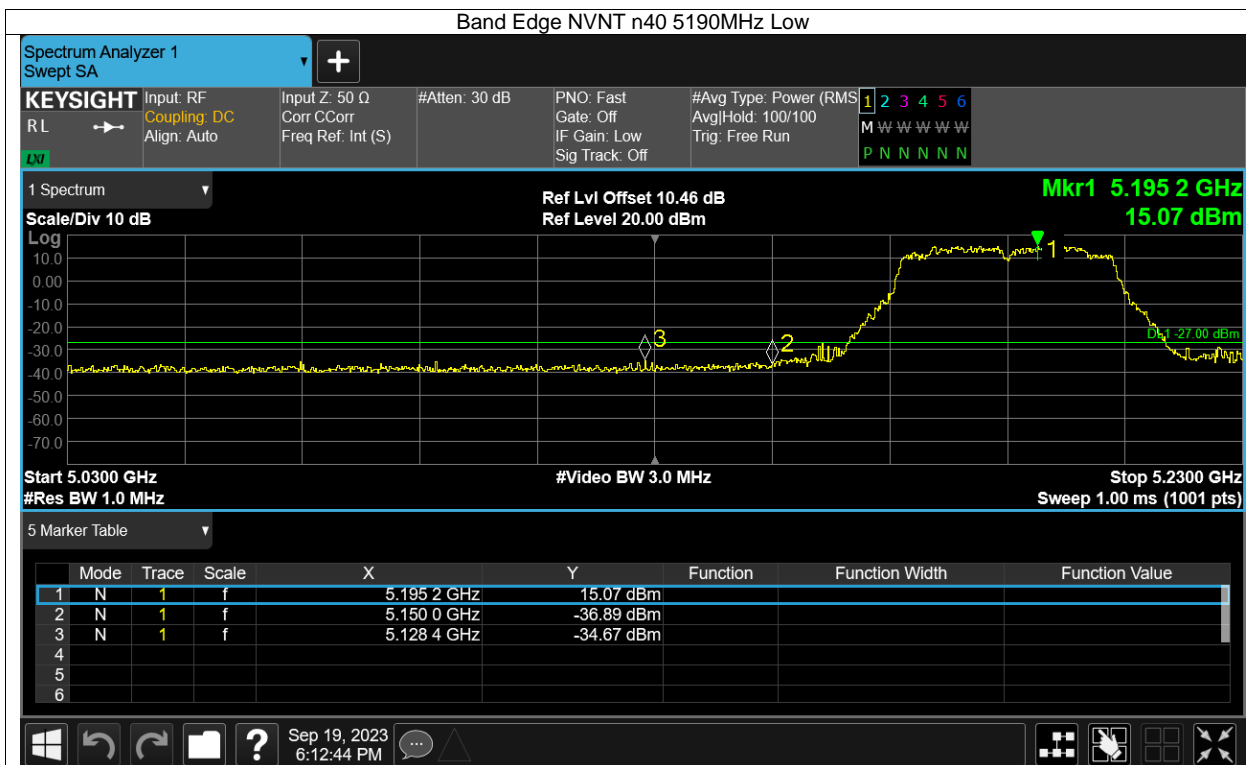 Band Edge NVNT n40 5190MHz Low
Spectrum Analyzer 1
Swept SA
KEYSIGHT Input: RF Input Z: 50 Ω #Atten: 30 dB PNO: Fast #Avg Type: Power (RMS 1 2 3 4 5 6
RL Coupling: DC Corr CCorr Gate: Off Avg|Hold: 100/100 M W W W W W
Align: Auto Freq Ref: Int (S) IF Gain: Low Trig: Free Run
LXI Sig Track: Off P N N N N N
1 Spectrum Ref Lvl Offset 10.46 dB Mkr1 5.195 2 GHz
Scale/Div 10 dB Ref Level 20.00 dBm 15.07 dBm
Log
10.0 1
0.00
-10.0
-20.0 DL1 -27.00 dBm
-30.0 3 2
-40.0
-50.0
-60.0
-70.0
Start 5.0300 GHz #Video BW 3.0 MHz Stop 5.2300 GHz
#Res BW 1.0 MHz Sweep 1.00 ms (1001 pts)
5 Marker Table
Mode Trace Scale X Y Function Function Width Function Value
1 N 1 f 5.195 2 GHz 15.07 dBm
2 N 1 f 5.150 0 GHz -36.89 dBm
3 N 1 f 5.128 4 GHz -34.67 dBm
4
5
6
? Sep 19, 2023
6:12:44 PM